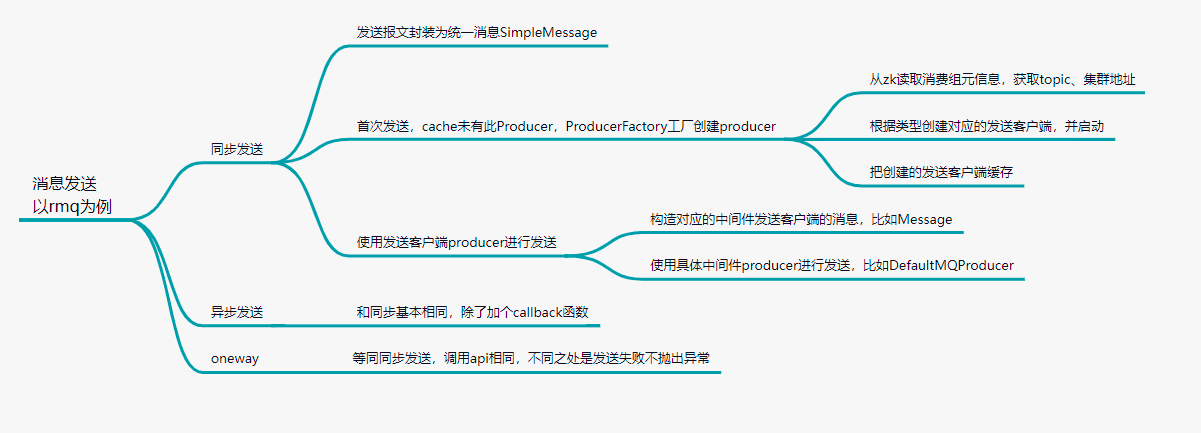 消息发送
以rmq为例
同步发送
发送报文封装为统一消息SimpleMessage
首次发送，cache未有此Producer，ProducerFactory工厂创建producer
从zk读取消费组元信息，获取topic、集群地址
根据类型创建对应的发送客户端，并启动
把创建的发送客户端缓存
使用发送客户端producer进行发送
构造对应的中间件发送客户端的消息，比如Message
使用具体中间件producer进行发送，比如DefaultMQProducer
异步发送
和同步基本相同，除了加个callback函数
oneway
等同同步发送，调用api相同，不同之处是发送失败不抛出异常